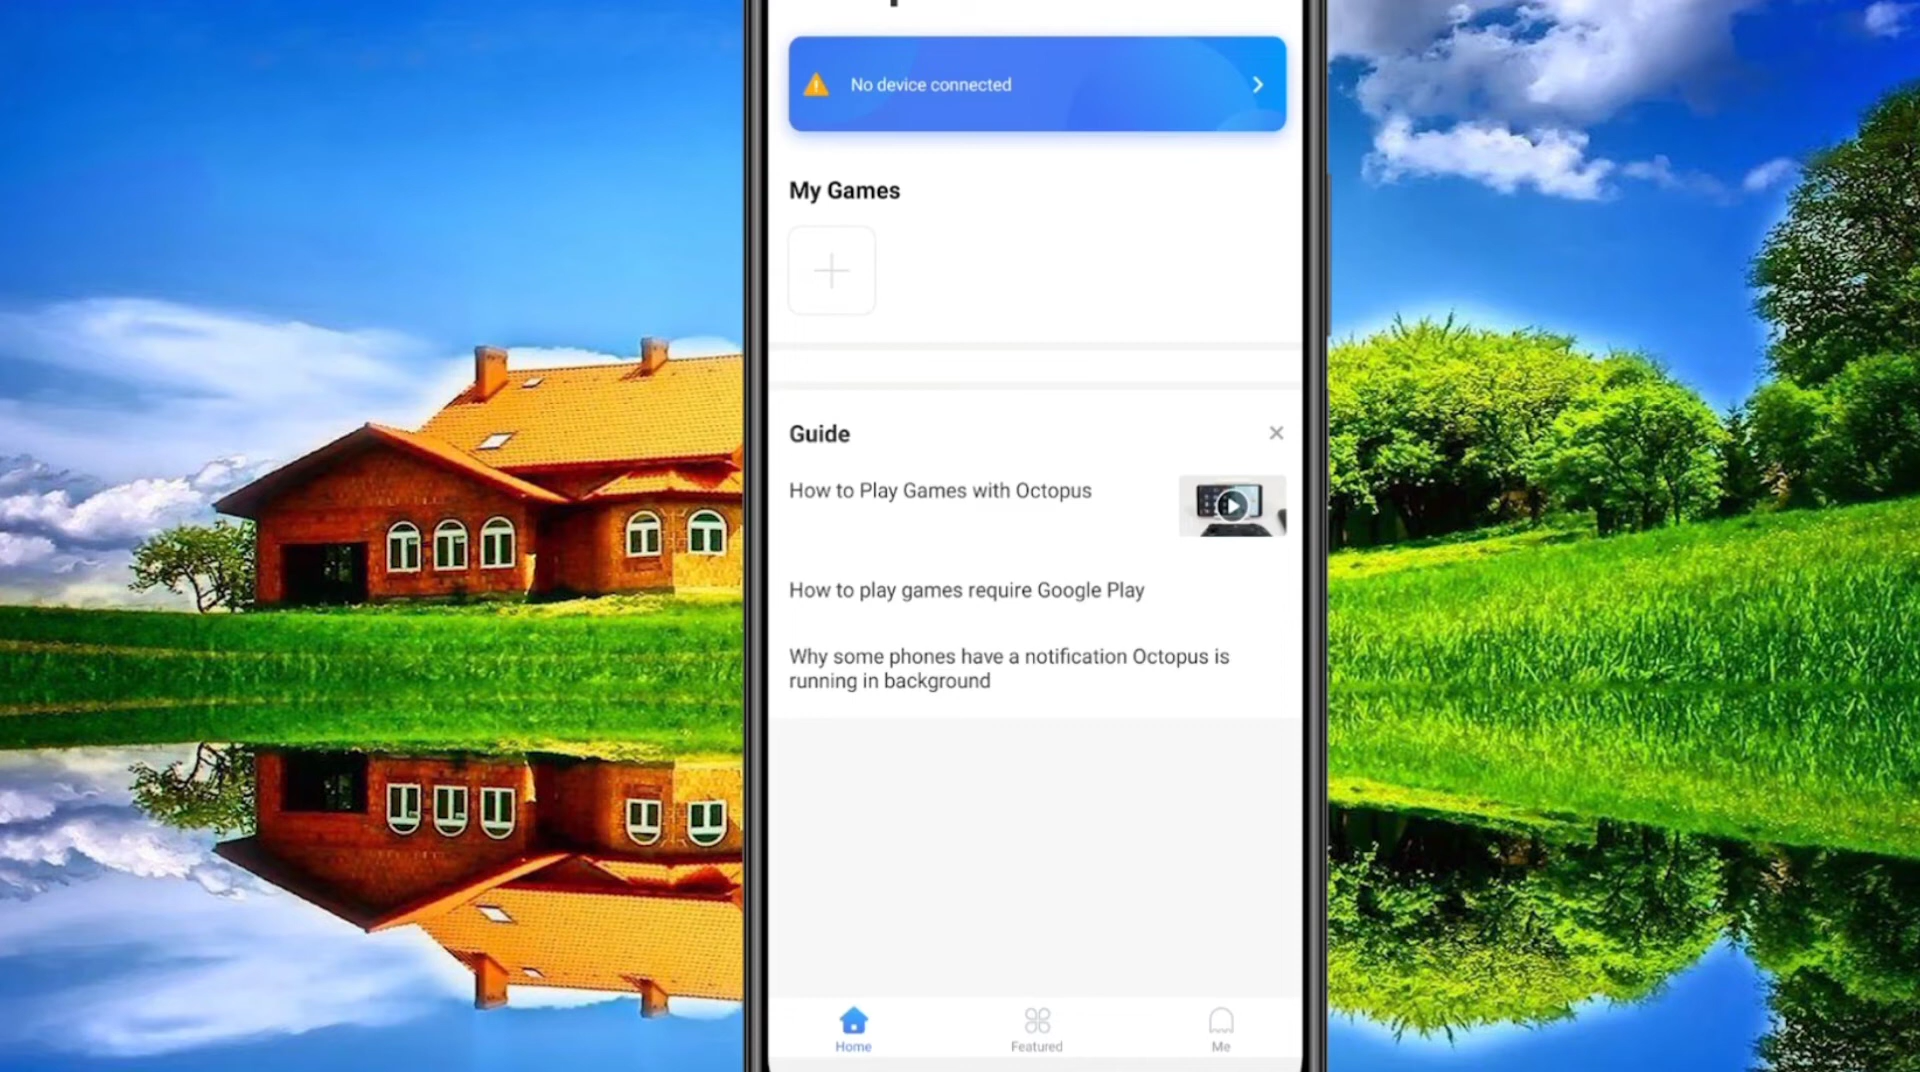 No device connected
My Games
Guide
How to Play Games with Octopus
How to play games require Google Play
Why some phones have a notification Octopus is
running in background
Home
Featured
Me